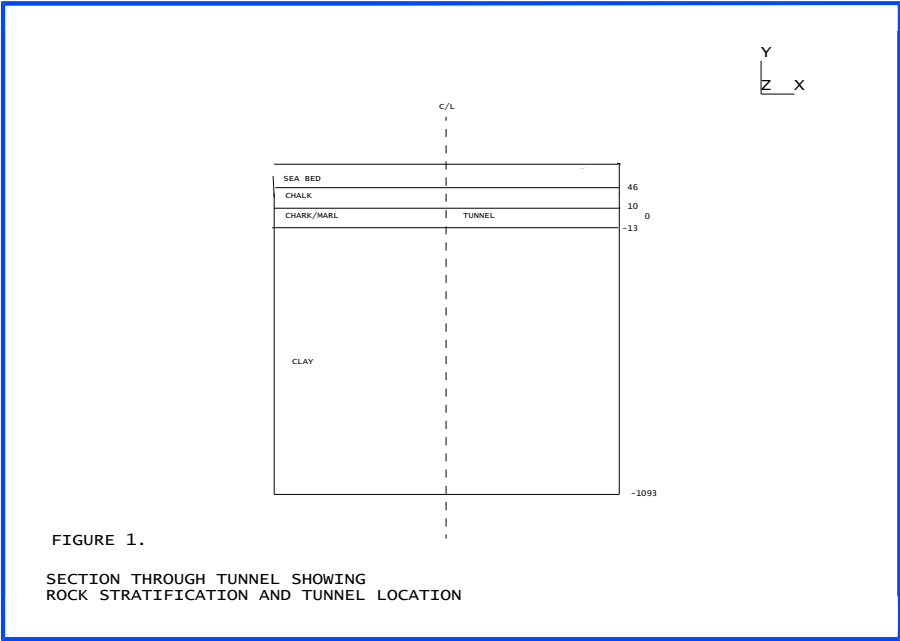 Y
Z X
C/L
SEA BED
46
CHALK
10
CHARK/MARL TUNNEL 0
-13
CLAY
-1093
FIGURE 1.
SECTION THROUGH TUNNEL SHOWING
ROCK STRATIFICATION AND TUNNEL LOCATION